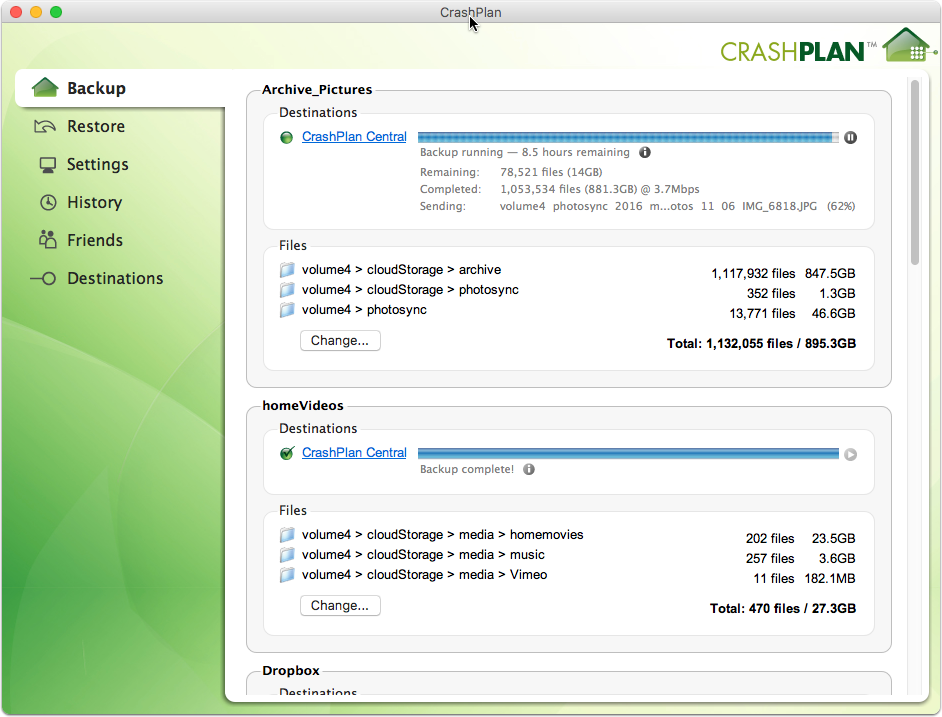 CrashPlan
CRASHPLAN™
Backup
Restore
Settings
History
Friends
Destinations
Archive_Pictures
Destinations
CrashPlan Central
Backup running — 8.5 hours remaining
Remaining: 78,521 files (14GB)
Completed: 1,053,534 files (881.3GB) @ 3.7Mbps
Sending: volume4 photosync 2016 m...otos 11 06 IMG_6818.JPG (62%)
Files
volume4 > cloudStorage > archive 1,117,932 files 847.5GB
volume4 > cloudStorage > photosync 352 files 1.3GB
volume4 > photosync 13,771 files 46.6GB
Change...
Total: 1,132,055 files / 895.3GB
homeVideos
Destinations
CrashPlan Central
Backup complete!
Files
volume4 > cloudStorage > media > homemovies 202 files 23.5GB
volume4 > cloudStorage > media > music 257 files 3.6GB
volume4 > cloudStorage > media > Vimeo 11 files 182.1MB
Change...
Total: 470 files / 27.3GB
Dropbox
Destinations